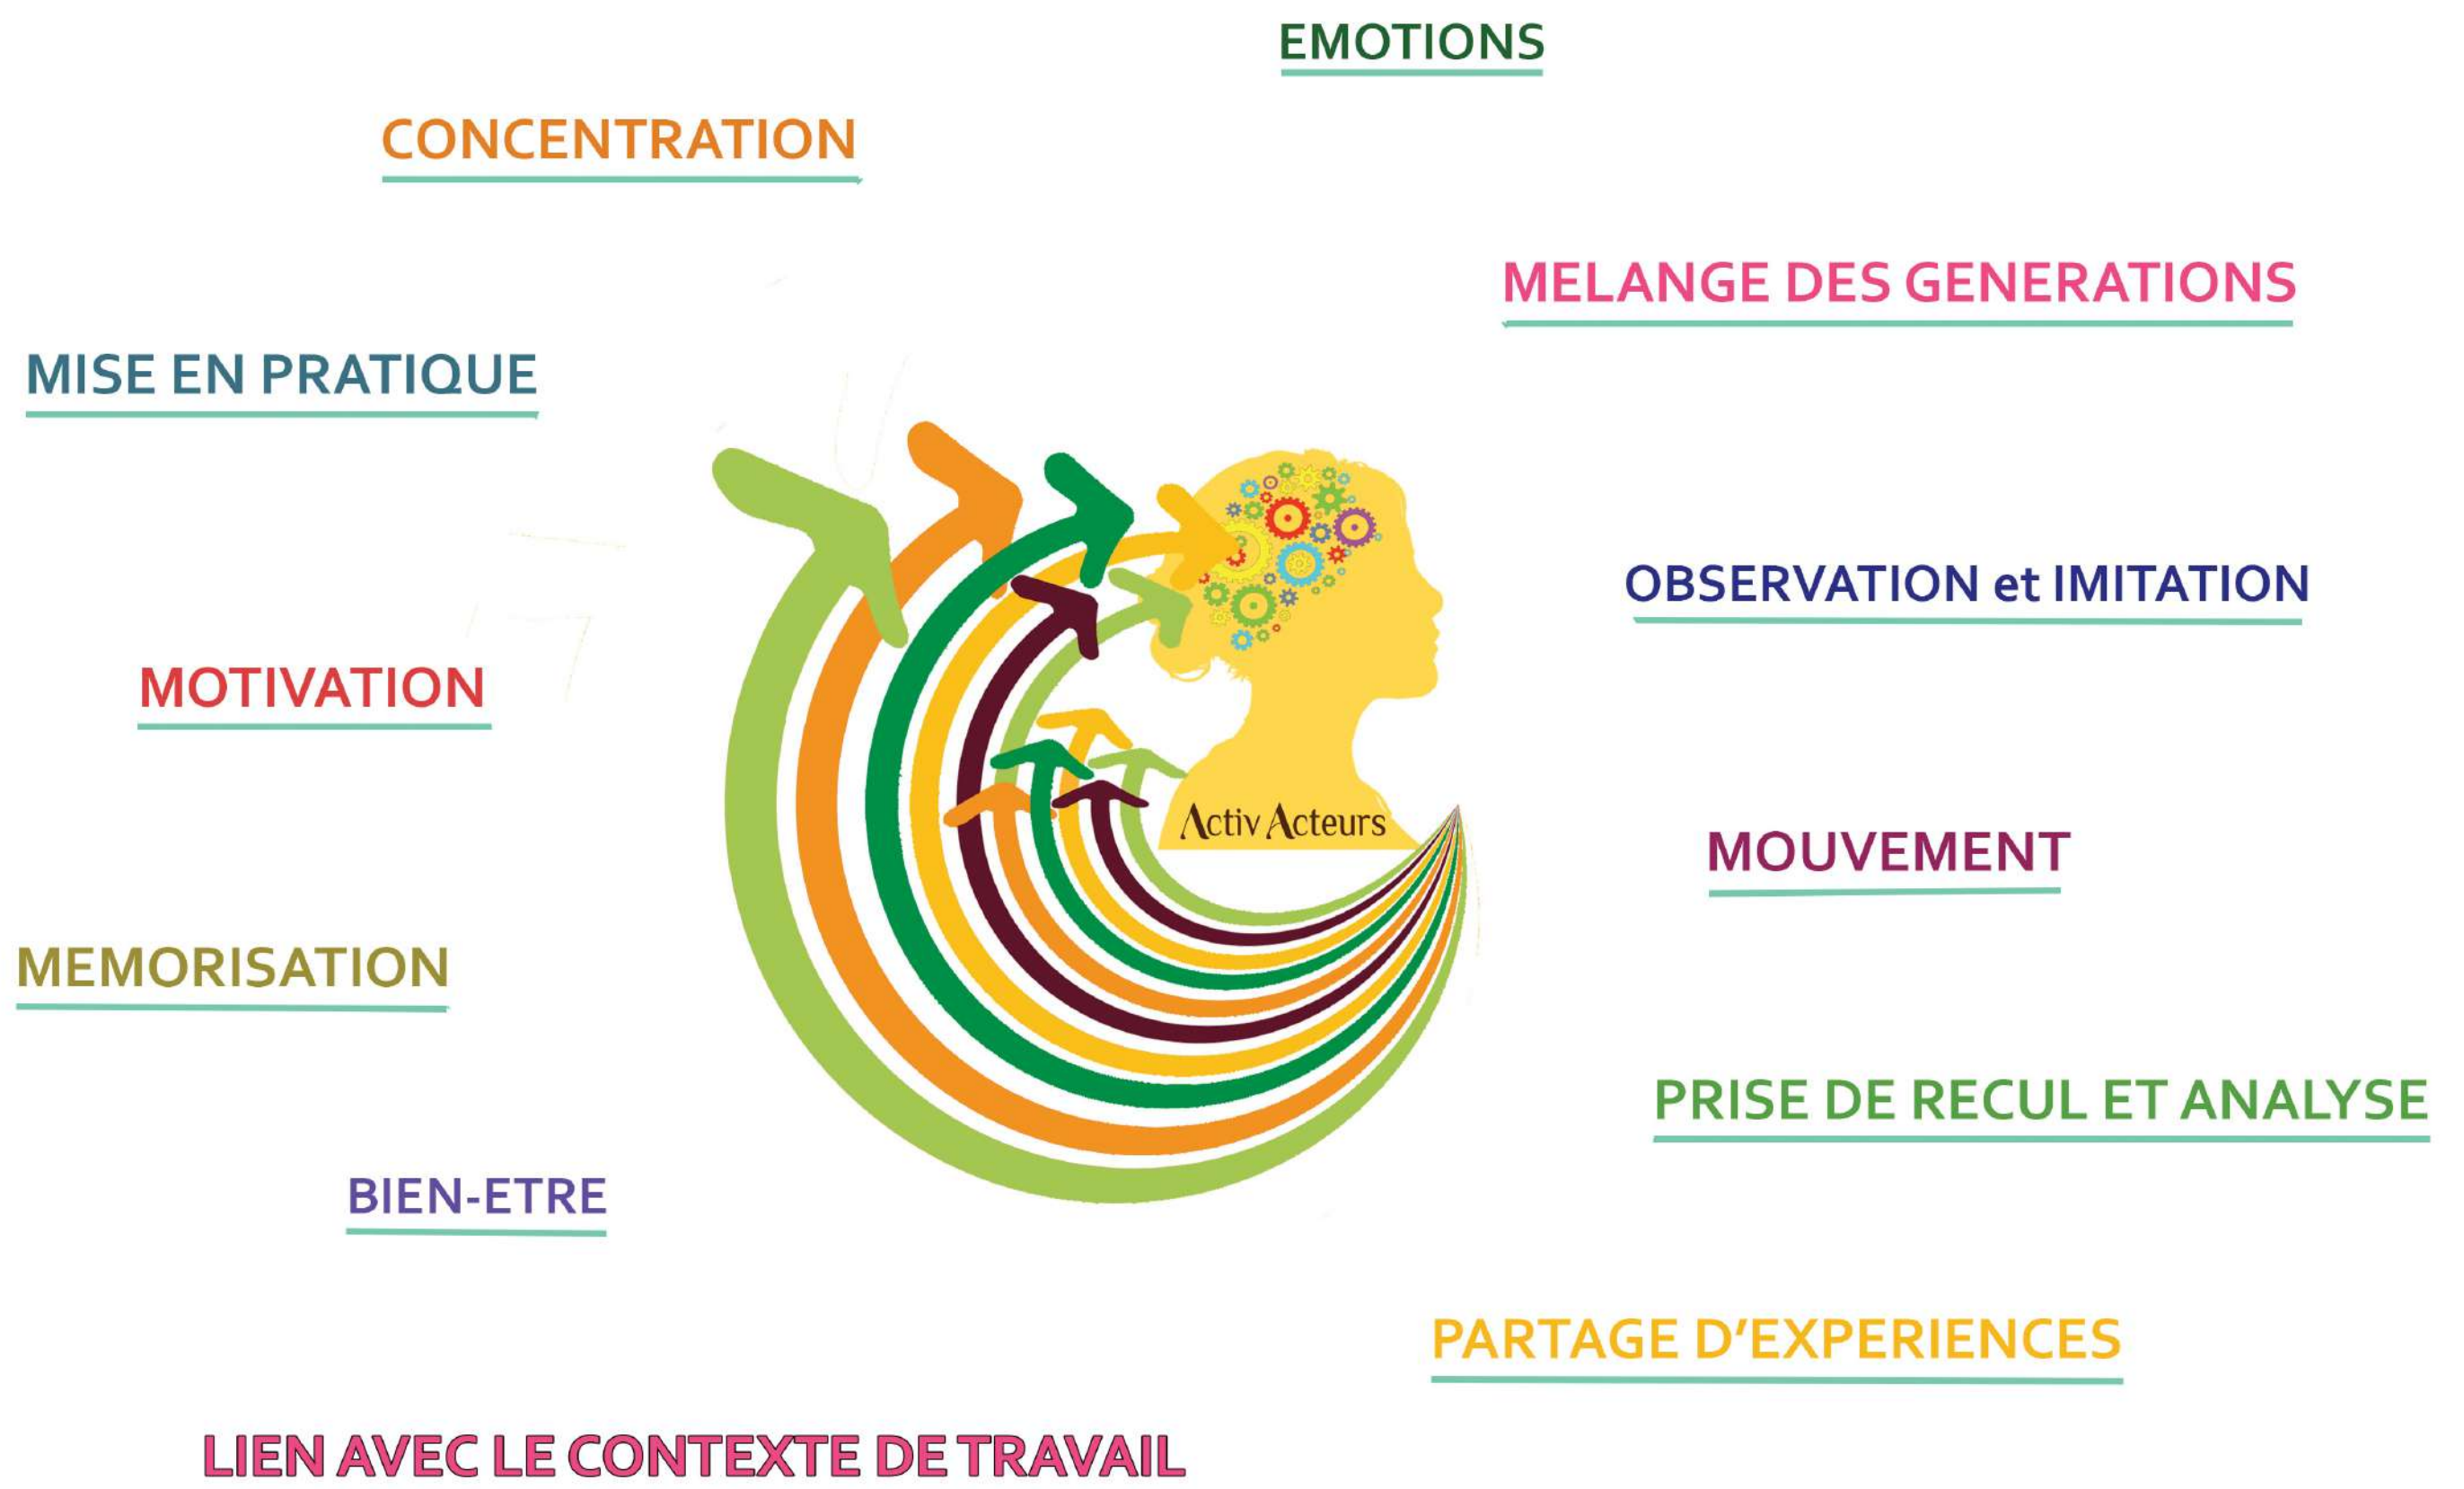 EMOTIONS
CONCENTRATION
MELANGE DES GENERATIONS
MISE EN PRATIQUE
OBSERVATION et IMITATION
MOTIVATION
Activ Acteurs
MOUVEMENT
MEMORISATION
PRISE DE RECUL ET ANALYSE
BIEN-ETRE
PARTAGE D'EXPERIENCES
LIEN AVEC LE CONTEXTE DE TRAVAIL